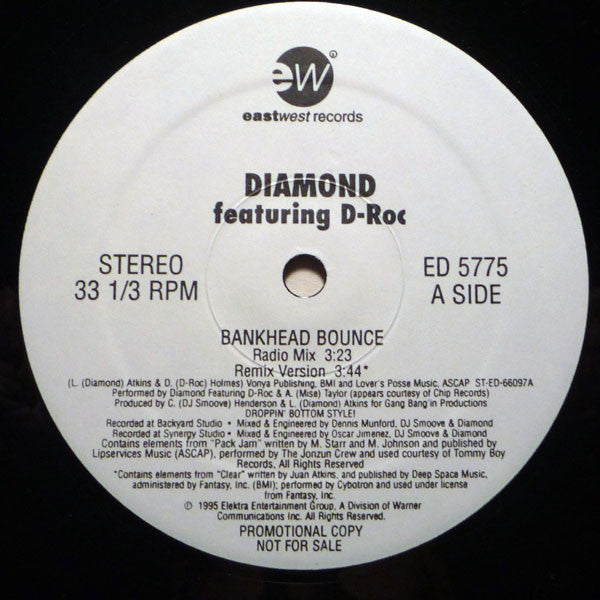 ew®
eastwest records
DIAMOND
featuring D-Roc
STEREO
33 1/3 RPM
ED 5775
A SIDE
BANKHEAD BOUNCE
Radio Mix 3:23
Remix Version 3:44*
(L. (Diamond) Atkins & D. (D-Roc) Holmes) Vonya Publishing, BMI and Lover's Posse Music, ASCAP ST-ED-66097A
Performed by Diamond Featuring D-Roc & A. (Mise) Taylor (appears courtesy of Chip Records)
Produced by C. (DJ Smoove) Henderson & L. (Diamond) Atkins for Gang Bang in Productions
DROPPIN' BOTTOM STYLE!
Recorded at Backyard Studio • Mixed & Engineered by Dennis Munford, DJ Smoove & Diamond
Recorded at Synergy Studio • Mixed & Engineered by Oscar Jimenez, DJ Smoove & Diamond
Contains elements from "Pack Jam" written by M. Starr and M. Johnson and published by
Lipservices Music (ASCAP), performed by The Jonzun Crew and used courtesy of Tommy Boy
Records, All Rights Reserved
*Contains elements from "Clear" written by Juan Atkins, and published by Deep Space Music,
administered by Fantasy, Inc. (BMI); performed by Cybotron and used under license
from Fantasy, Inc.
℗ 1995 Elektra Entertainment Group, A Division of Warner
Communications Inc. All Rights Reserved.
PROMOTIONAL COPY
NOT FOR SALE